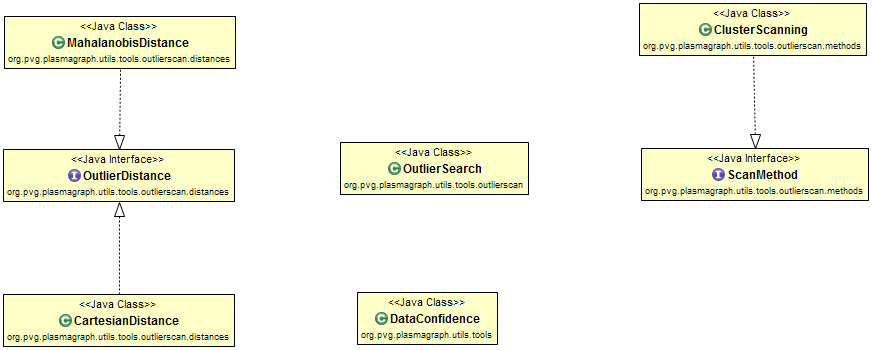 <<Java Class>>
C MahalanobisDistance
org.pvg.plasmagraph.utils.tools.outlierscan.distances
<<Java Class>>
C ClusterScanning
org.pvg.plasmagraph.utils.tools.outlierscan.methods
<<Java Interface>>
I OutlierDistance
org.pvg.plasmagraph.utils.tools.outlierscan.distances
<<Java Class>>
C OutlierSearch
org.pvg.plasmagraph.utils.tools.outlierscan
<<Java Interface>>
I ScanMethod
org.pvg.plasmagraph.utils.tools.outlierscan.methods
<<Java Class>>
C CartesianDistance
org.pvg.plasmagraph.utils.tools.outlierscan.distances
<<Java Class>>
C DataConfidence
org.pvg.plasmagraph.utils.tools